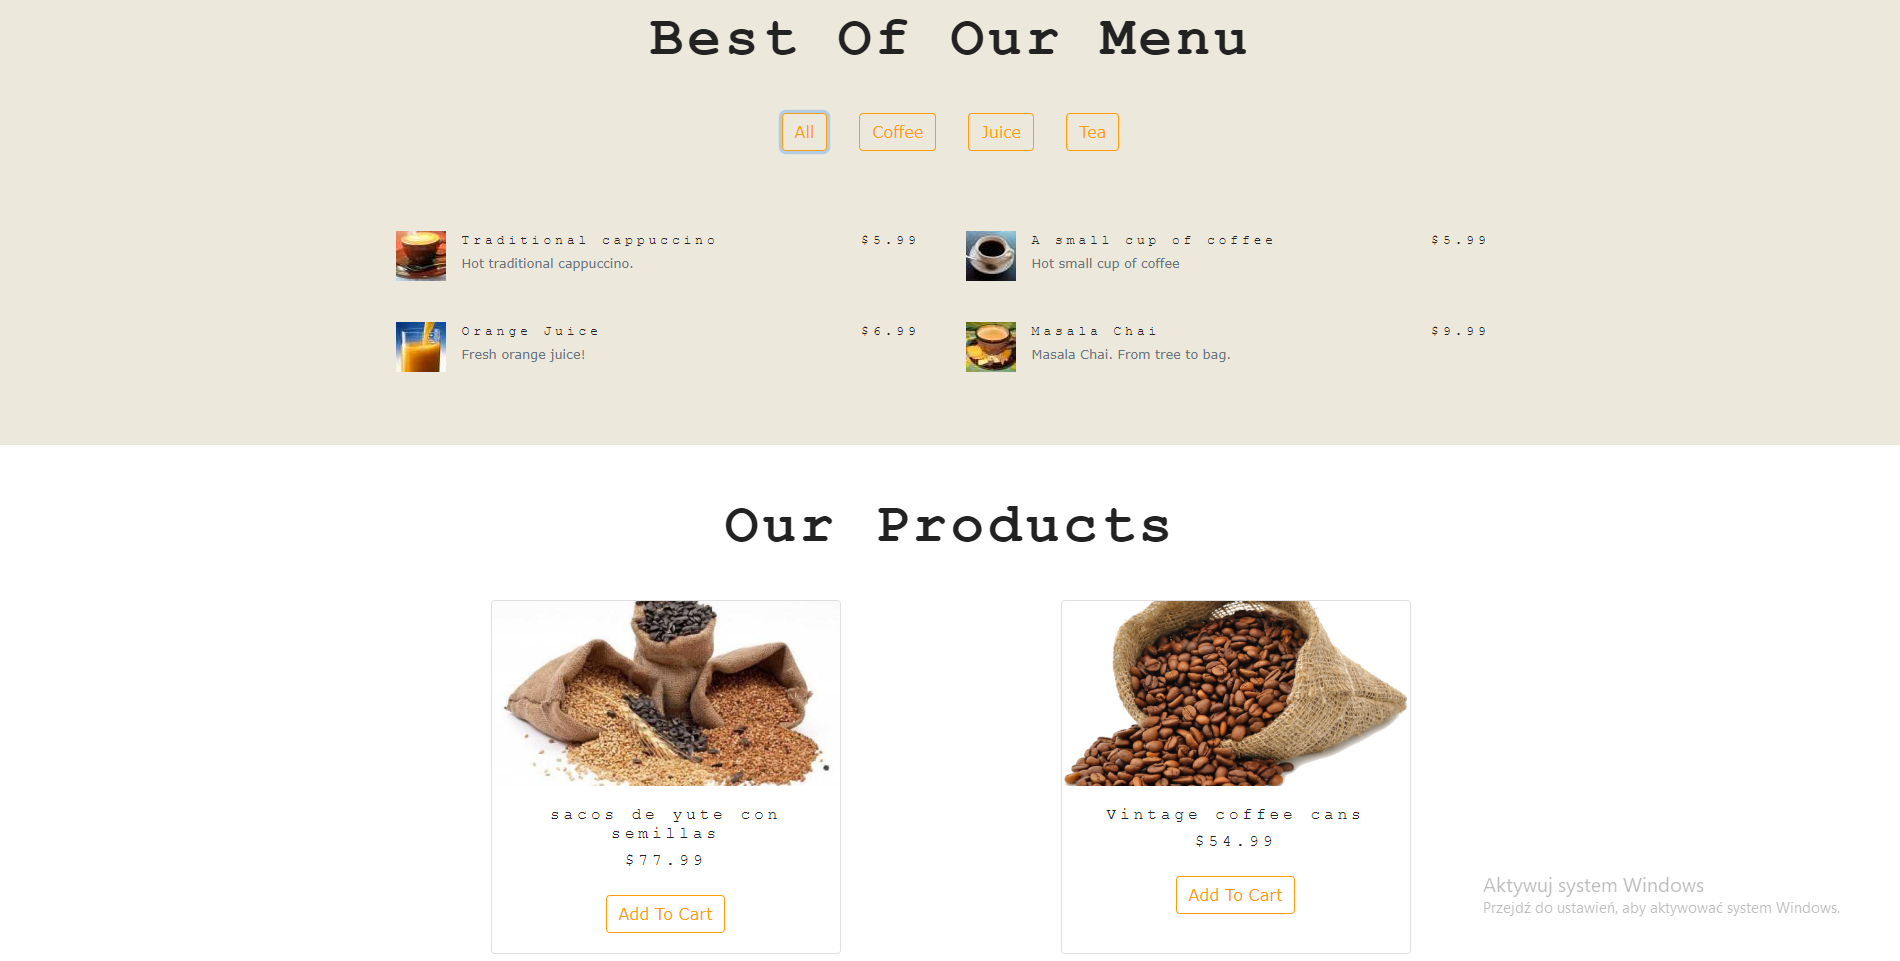 Best Of Our Menu
All
Coffee
Juice
Tea
Traditional cappuccino
$5.99
Hot traditional cappuccino.
A small cup of coffee
$5.99
Hot small cup of coffee
Orange Juice
$6.99
Fresh orange juice!
Masala Chai
$9.99
Masala Chai. From tree to bag.
Our Products
sacos de yute con
semillas
$77.99
Add To Cart
Vintage coffee cans
$54.99
Add To Cart
Aktywuj system Windows
Przejdź do ustawień, aby aktywować system Windows.